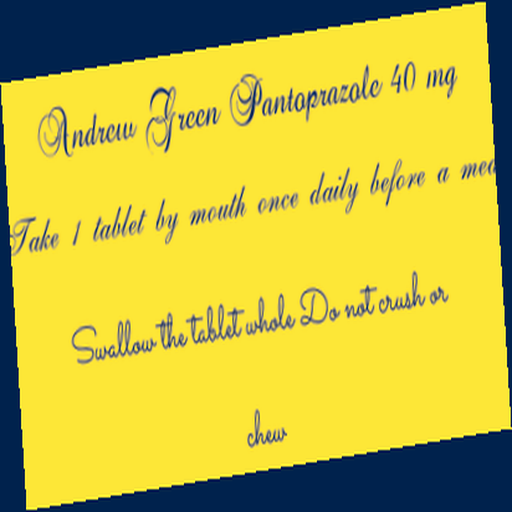 Andrew Green Pantoprazole 40 mg
Take 1 tablet by mouth once daily before a mea
Swallow the tablet whole Do not crush or
chew